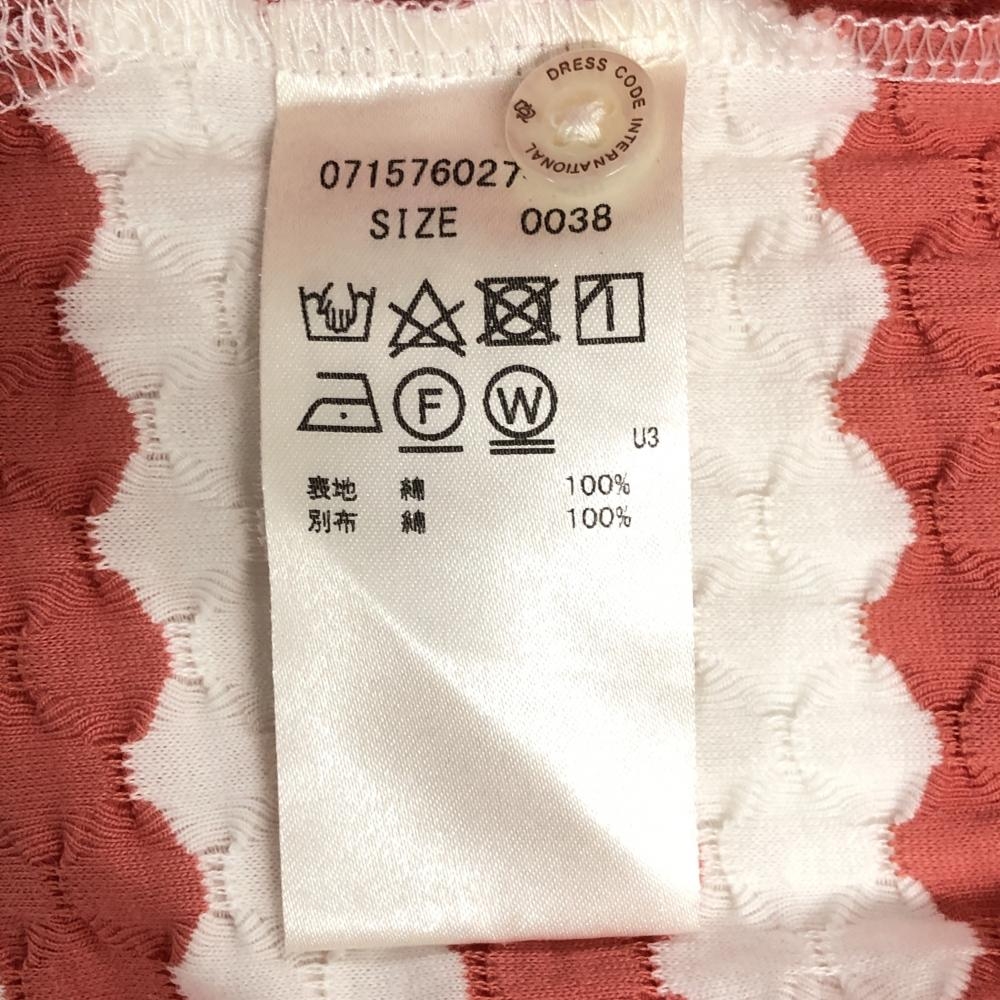 DRESS CODE INTERNATIONAL
071576027
SIZE 0038
F W
U3
表地 綿 100%
別布 綿 100%